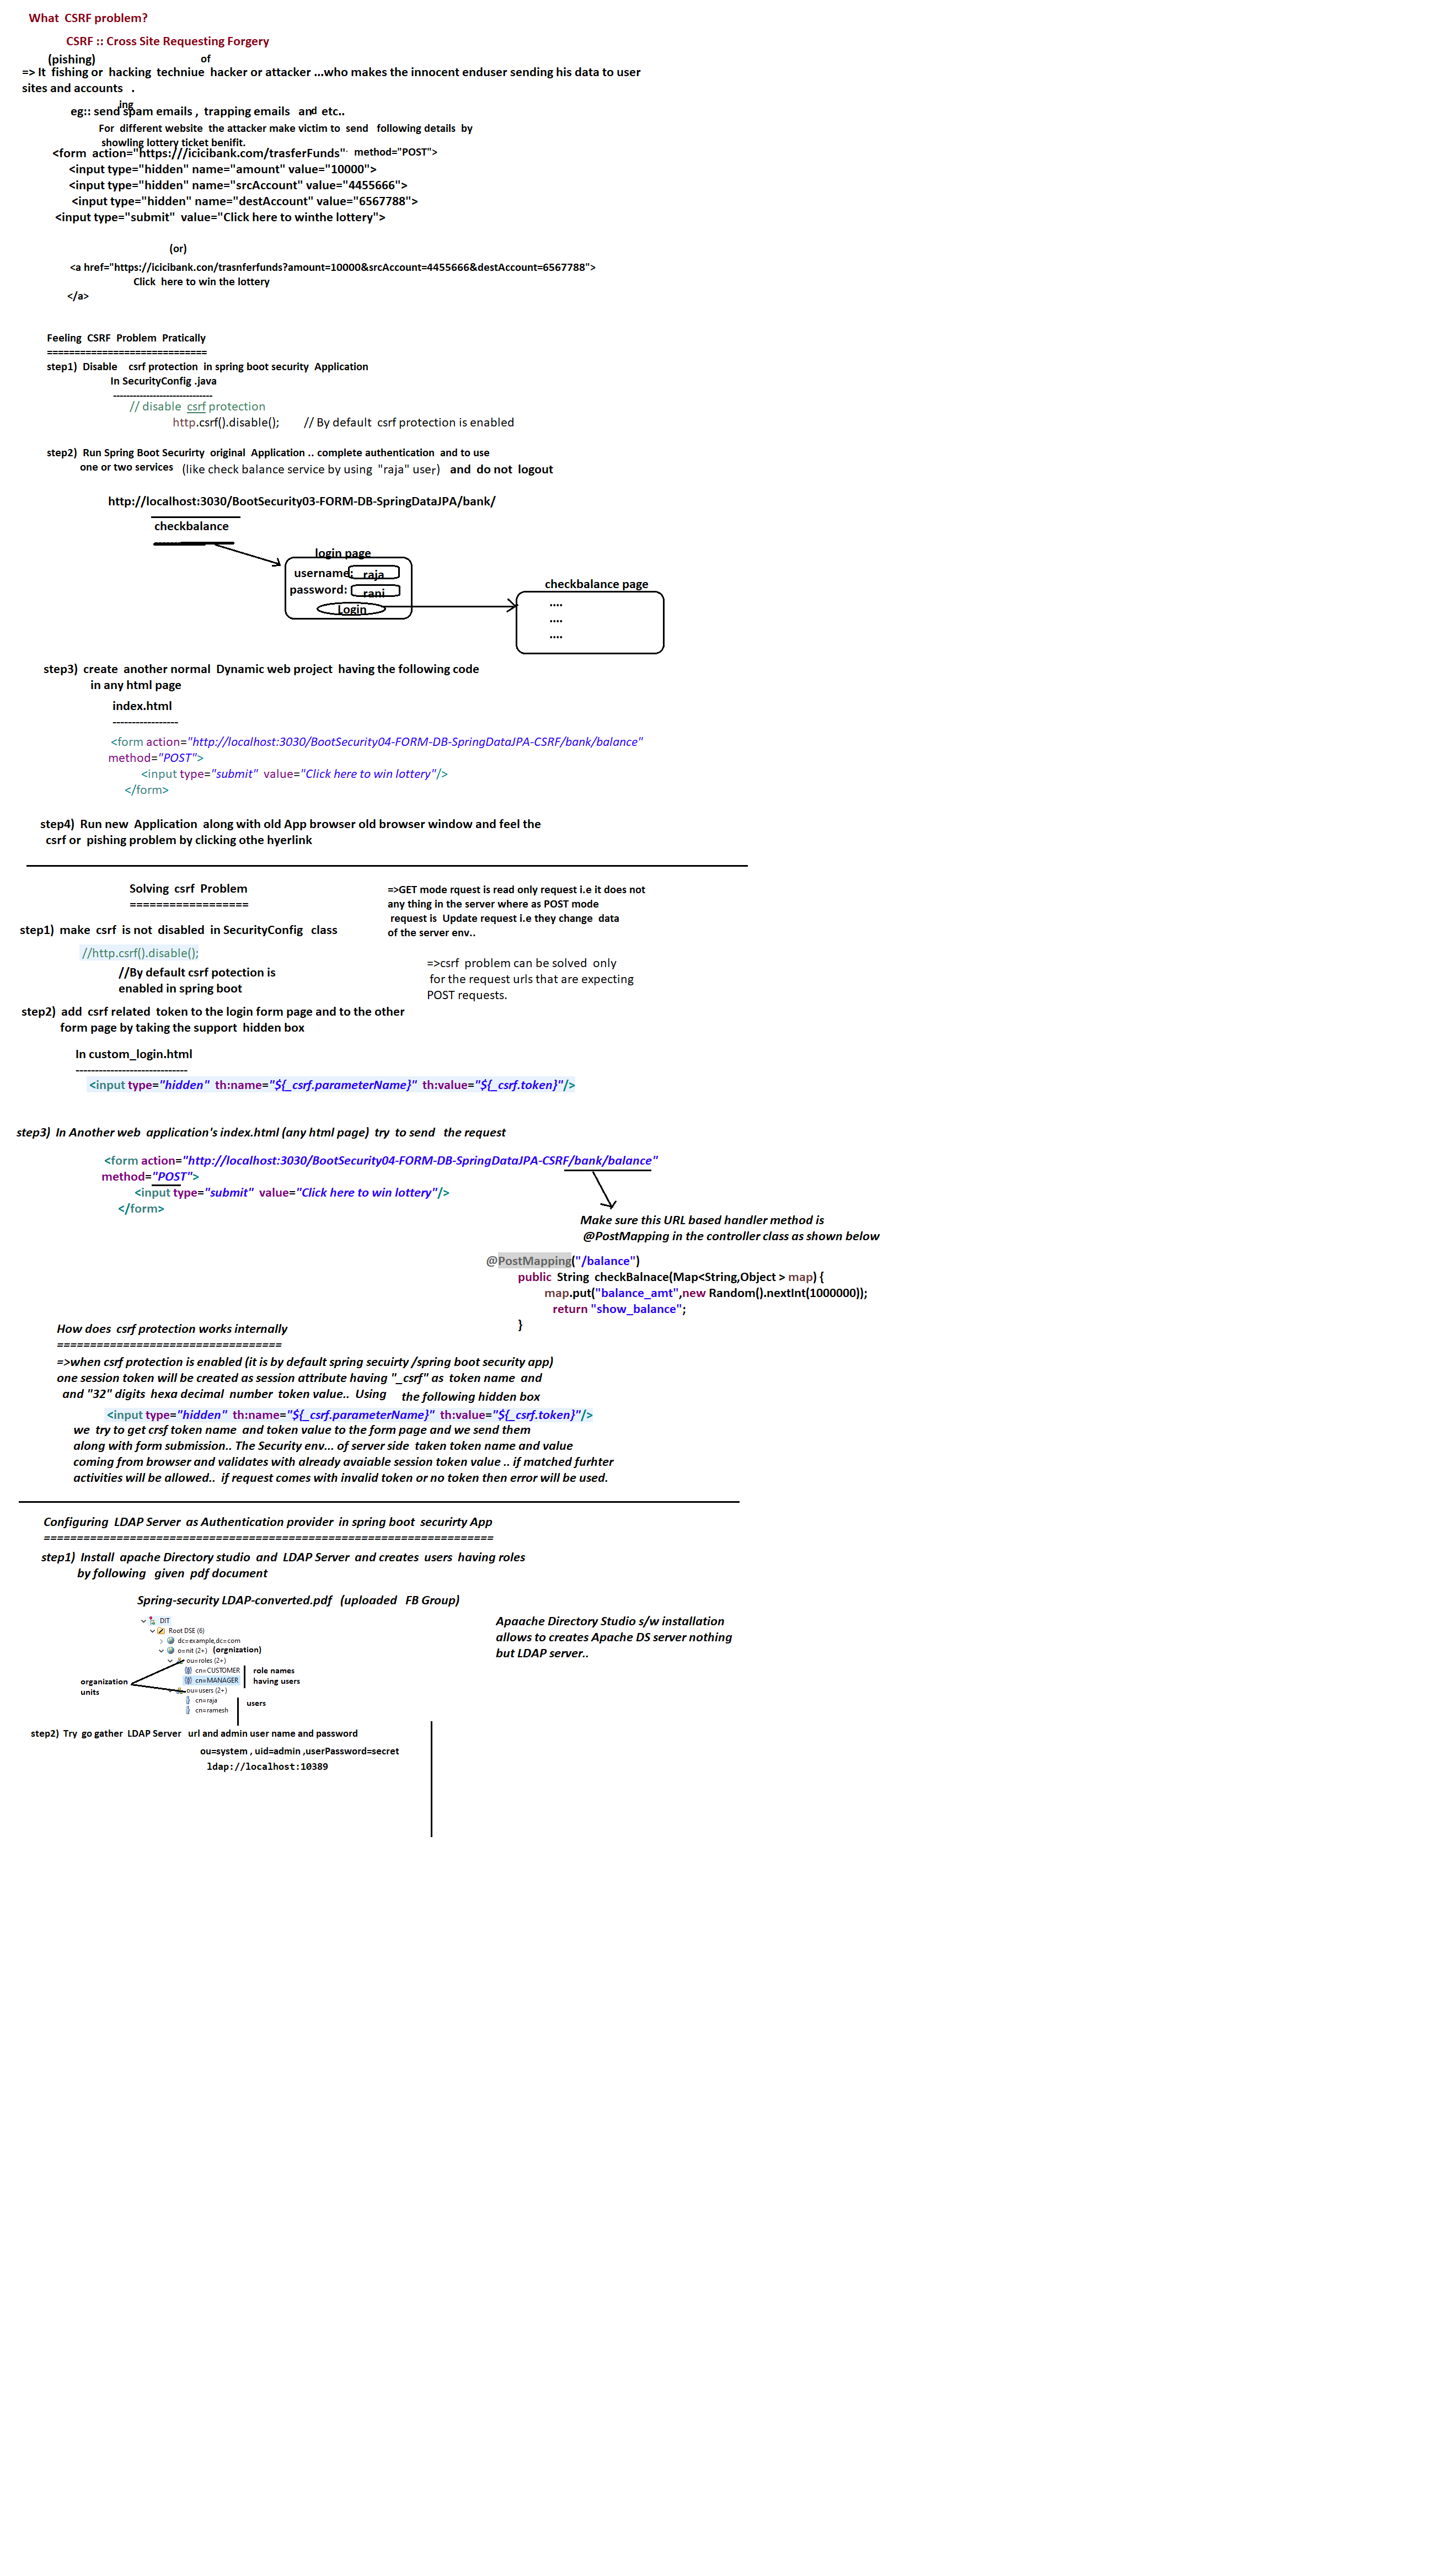 What CSRF problem?
CSRF :: Cross Site Requesting Forgery
(pishing)
of
=> It fishing or hacking techniue hacker or attacker ...who makes the innocent enduser sending his data to user
sites and accounts .
ing
eg:: send spam emails , trapping emails and etc..
For different website the attacker make victim to send following details by
showling lottery ticket benifit.
<form action="https:///icicibank.com/trasferFunds" method="POST">
<input type="hidden" name="amount" value="10000">
<input type="hidden" name="srcAccount" value="4455666">
<input type="hidden" name="destAccount" value="6567788">
<input type="submit" value="Click here to winthe lottery">
(or)
<a href="https://icicibank.con/trasnferfunds?amount=10000&srcAccount=4455666&destAccount=6567788">
Click here to win the lottery
</a>
Feeling CSRF Problem Pratically
=============================
step1) Disable csrf protection in spring boot security Application
In SecurityConfig .java
------------------------------
// disable csrf protection
http.csrf().disable(); // By default csrf protection is enabled
step2) Run Spring Boot Securirty original Application .. complete authentication and to use
one or two services (like check balance service by using "raja" user) and do not logout
http://localhost:3030/BootSecurity03-FORM-DB-SpringDataJPA/bank/
checkbalance
login page
username: raja
password: rani
Login
checkbalance page
....
....
....
step3) create another normal Dynamic web project having the following code
in any html page
index.html
-----------------
<form action="http://localhost:3030/BootSecurity04-FORM-DB-SpringDataJPA-CSRF/bank/balance"
method="POST">
<input type="submit" value="Click here to win lottery"/>
</form>
step4) Run new Application along with old App browser old browser window and feel the
csrf or pishing problem by clicking othe hyerlink
Solving csrf Problem
==================
=>GET mode rquest is read only request i.e it does not
any thing in the server where as POST mode
request is Update request i.e they change data
of the server env..
step1) make csrf is not disabled in SecurityConfig class
//http.csrf().disable();
//By default csrf potection is
enabled in spring boot
=>csrf problem can be solved only
for the request urls that are expecting
POST requests.
step2) add csrf related token to the login form page and to the other
form page by taking the support hidden box
In custom_login.html
-----------------------------
<input type="hidden" th:name="${_csrf.parameterName}" th:value="${_csrf.token}"/>
step3) In Another web application's index.html (any html page) try to send the request
<form action="http://localhost:3030/BootSecurity04-FORM-DB-SpringDataJPA-CSRF/bank/balance"
method="POST">
<input type="submit" value="Click here to win lottery"/>
</form>
Make sure this URL based handler method is
@PostMapping in the controller class as shown below
@PostMapping("/balance")
public String checkBalnace(Map<String,Object > map) {
map.put("balance_amt",new Random().nextInt(1000000));
return "show_balance";
}
How does csrf protection works internally
==================================
=>when csrf protection is enabled (it is by default spring secuirty /spring boot security app)
one session token will be created as session attribute having "_csrf" as token name and
and "32" digits hexa decimal number token value.. Using the following hidden box
<input type="hidden" th:name="${_csrf.parameterName}" th:value="${_csrf.token}"/>
we try to get crsf token name and token value to the form page and we send them
along with form submission.. The Security env... of server side taken token name and value
coming from browser and validates with already avaiable session token value .. if matched furhter
activities will be allowed.. if request comes with invalid token or no token then error will be used.
Configuring LDAP Server as Authentication provider in spring boot securirty App
====================================================================
step1) Install apache Directory studio and LDAP Server and creates users having roles
by following given pdf document
Spring-security LDAP-converted.pdf (uploaded FB Group)
Apaache Directory Studio s/w installation
allows to creates Apache DS server nothing
but LDAP server..
DIT
Root DSE (6)
dc=example,dc=com
o=nit (2+) (orgnization)
ou=roles (2+)
cn=CUSTOMER
cn=MANAGER
role names
having users
organization
units
ou=users (2+)
cn=raja
cn=ramesh
users
step2) Try go gather LDAP Server url and admin user name and password
ou=system , uid=admin ,userPassword=secret
ldap://localhost:10389